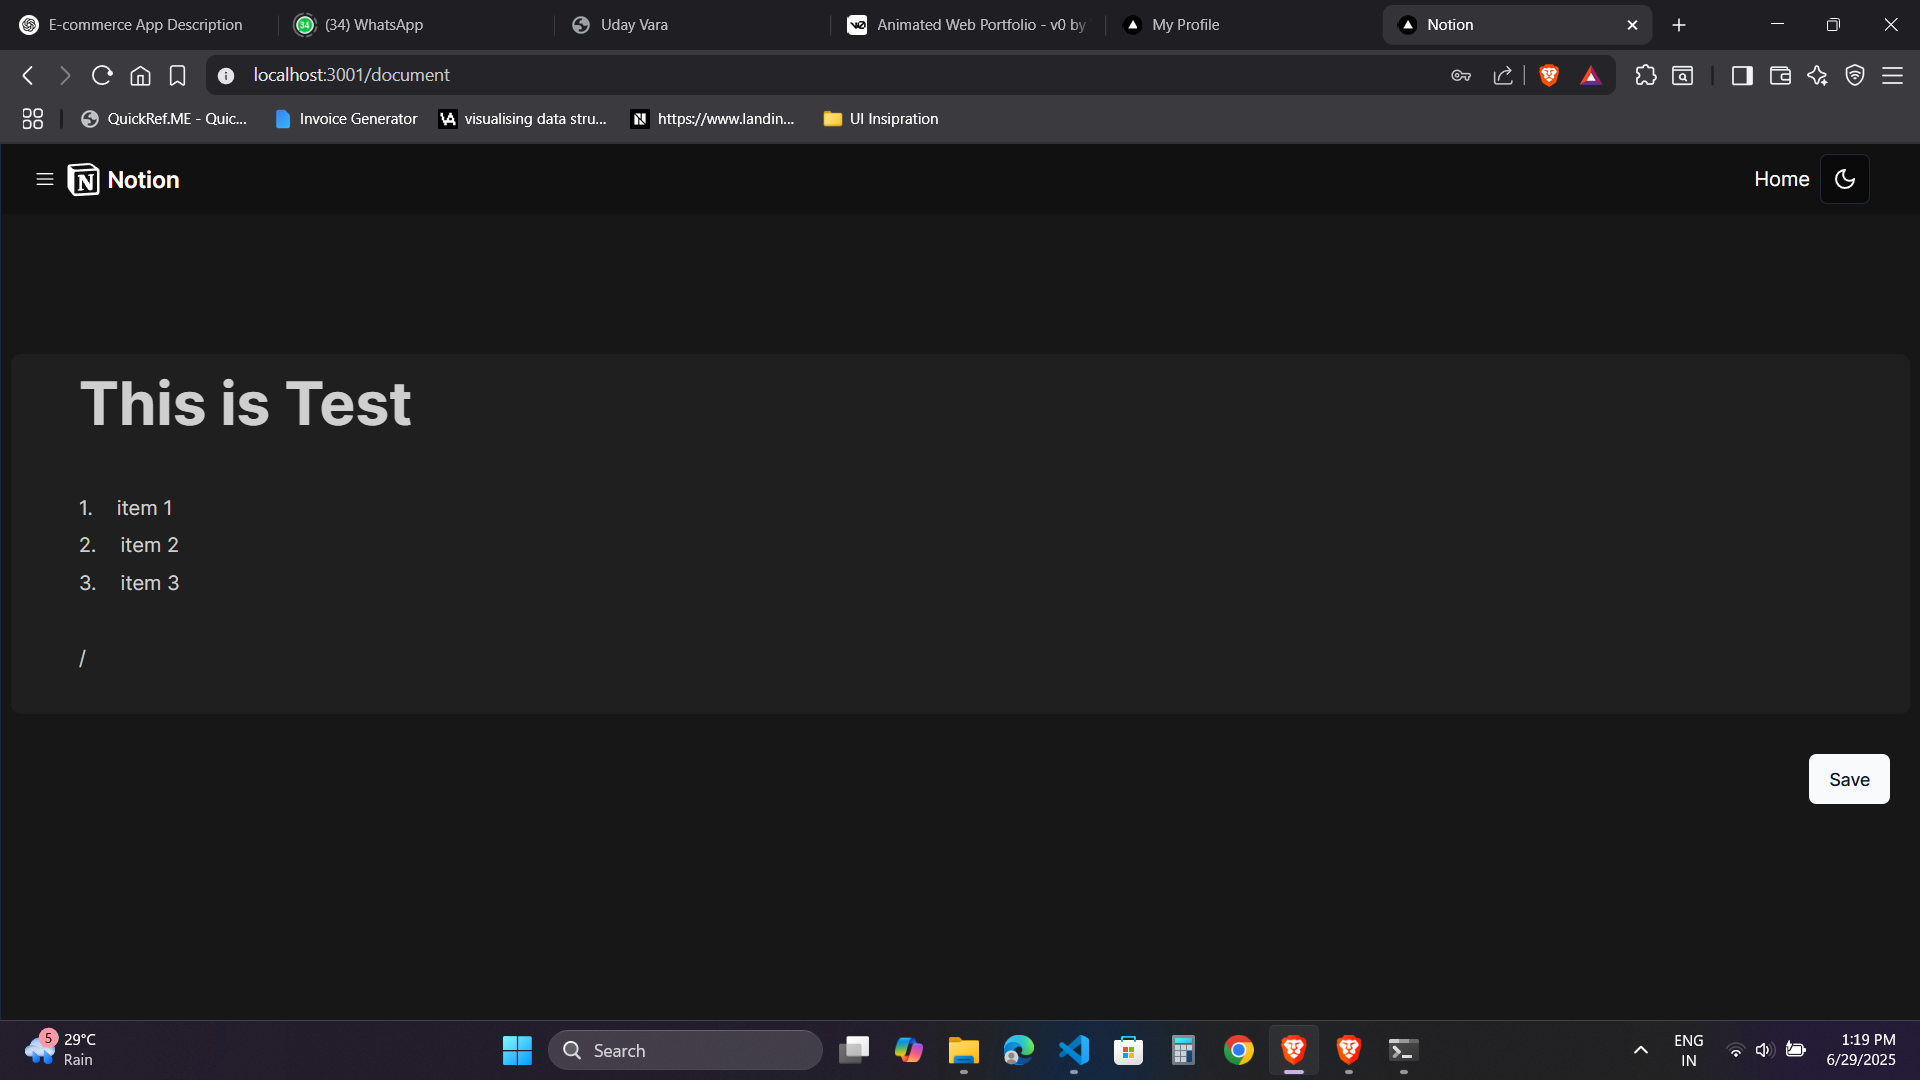 E-commerce App Description
(34) WhatsApp
Uday Vara
Animated Web Portfolio - v0 by
My Profile
Notion
localhost:3001/document
QuickRef.ME - Quic...
Invoice Generator
visualising data stru...
https://www.landin...
UI Insipration
Notion
Home
This is Test
1. item 1
2. item 2
3. item 3
/
Save
5
29°C
Rain
Search
ENG
IN
1:19 PM
6/29/2025